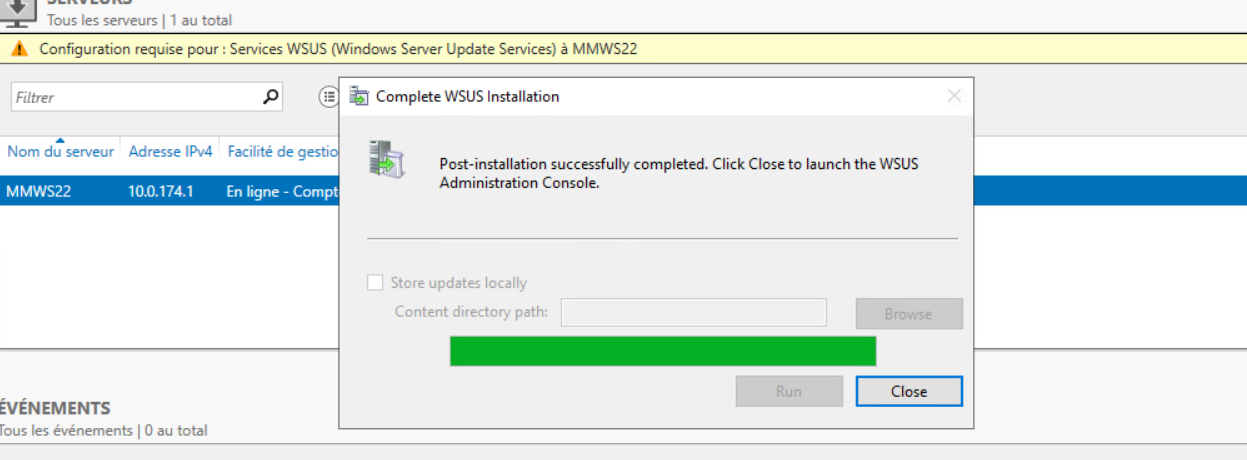 SERVEURS
Tous les serveurs | 1 au total
Configuration requise pour : Services WSUS (Windows Server Update Services) à MMWS22
Filtrer
Complete WSUS Installation
Nom du serveur Adresse IPv4 Facilité de gestio
Post-installation successfully completed. Click Close to launch the WSUS
Administration Console.
MMWS22 10.0.174.1 En ligne - Compt
Store updates locally
Content directory path:
Browse
Run Close
ÉVÉNEMENTS
Tous les événements | 0 au total